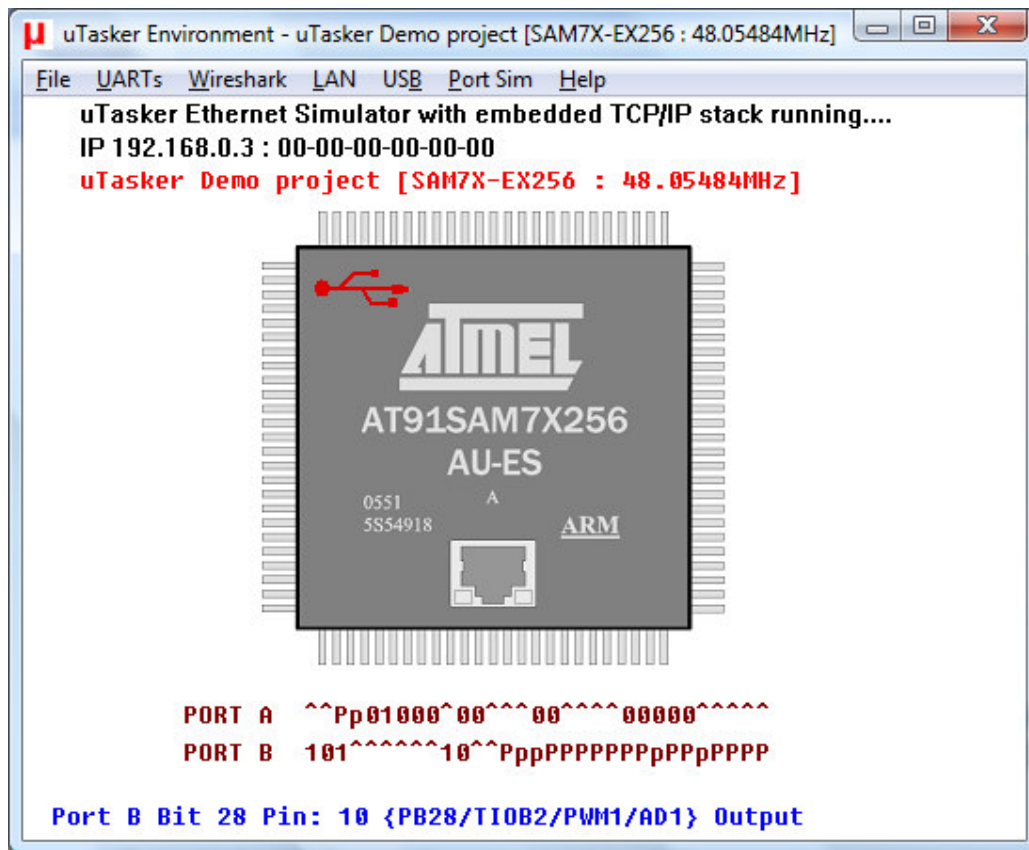 μ uTasker Environment - uTasker Demo project [SAM7X-EX256 : 48.05484MHz]
File UARTs Wireshark LAN USB Port Sim Help
uTasker Ethernet Simulator with embedded TCP/IP stack running....
IP 192.168.0.3 : 00-00-00-00-00-00
uTasker Demo project [SAM7X-EX256 : 48.05484MHz]
ATMEL
AT91SAM7X256
AU-ES
0551 A
5S54918 ARM
PORT A ^^Pp01000^00^^^00^^^^00000^^^^^
PORT B 101^^^^^^10^^PppPPPPPPPpPPpPPPP
Port B Bit 28 Pin: 10 {PB28/TIOB2/PWM1/AD1} Output